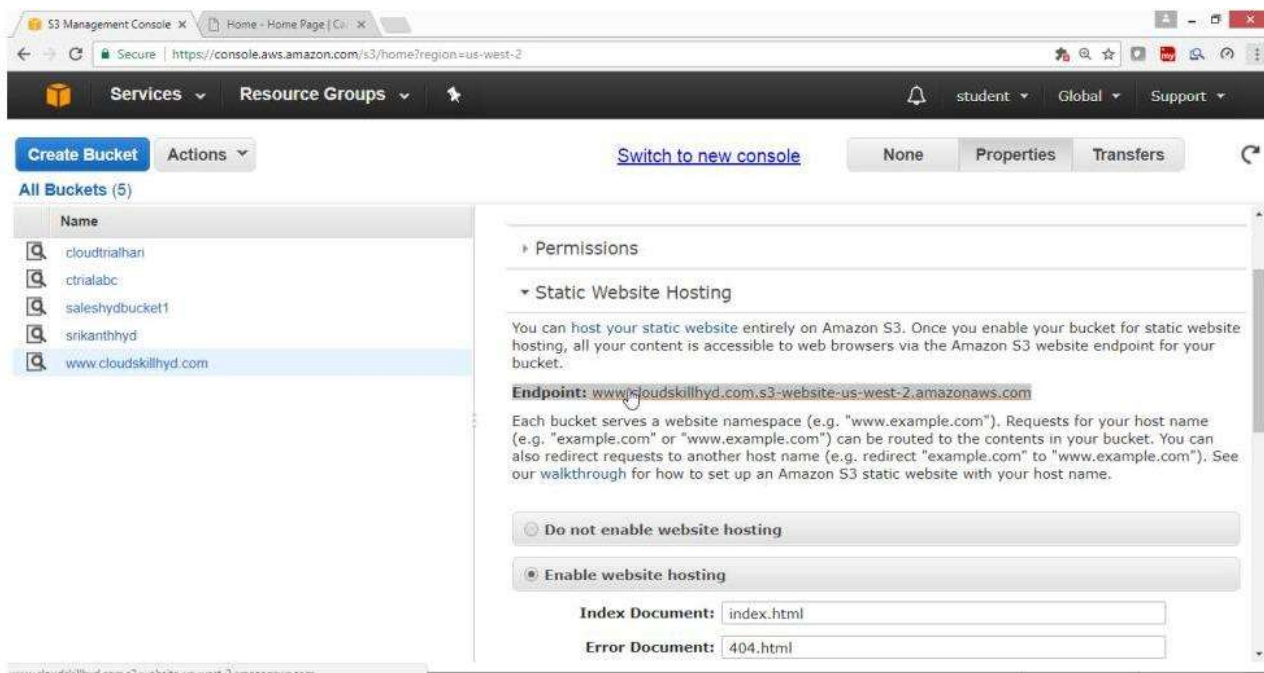 S3 Management Console
Home - Home Page | Ca
Secure | https://console.aws.amazon.com/s3/home?region=us-west-2
Services Resource Groups student Global Support
Create Bucket Actions Switch to new console None Properties Transfers
All Buckets (5)
Name
cloudtrialhari
ctrialabc
saleshydbucket1
srikanthhyd
www.cloudskillhyd.com
Permissions
Static Website Hosting
You can host your static website entirely on Amazon S3. Once you enable your bucket for static website
hosting, all your content is accessible to web browsers via the Amazon S3 website endpoint for your
bucket.
Endpoint: www.cloudskillhyd.com.s3-website-us-west-2.amazonaws.com
Each bucket serves a website namespace (e.g. "www.example.com"). Requests for your host name
(e.g. "example.com" or "www.example.com") can be routed to the contents in your bucket. You can
also redirect requests to another host name (e.g. redirect "example.com" to "www.example.com"). See
our walkthrough for how to set up an Amazon S3 static website with your host name.
Do not enable website hosting
Enable website hosting
Index Document: index.html
Error Document: 404.html